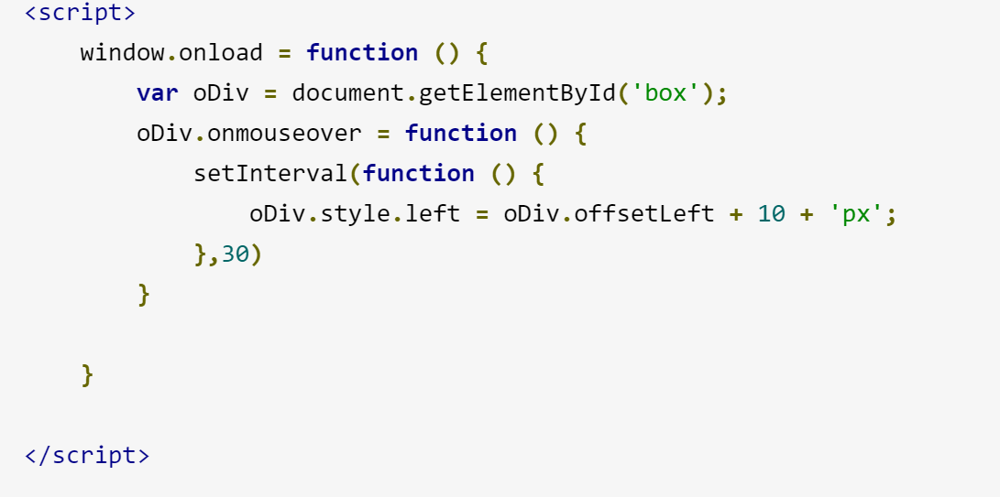 <script>
    window.onload = function () {
        var oDiv = document.getElementById('box');
        oDiv.onmouseover = function () {
            setInterval(function () {
                oDiv.style.left = oDiv.offsetLeft + 10 + 'px';
            },30)
        }
    }
</script>